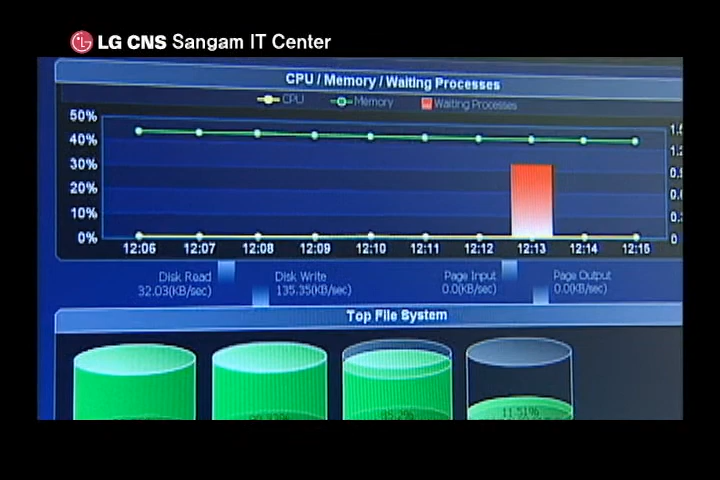 LG CNS Sangam IT Center
CPU / Memory / Waiting Processes
CPU Memory Waiting Processes
50%
40%
30%
20%
10%
0%
1.2
0
12:06 12:07 12:08 12:09 12:10 12:11 12:12 12:13 12:14 12:15
Disk Read
32.03(KB/sec)
Disk Write
135.35(KB/sec)
Page Input
0.0(KB/sec)
Page Output
0.0(KB/sec)
Top File System
11.51%